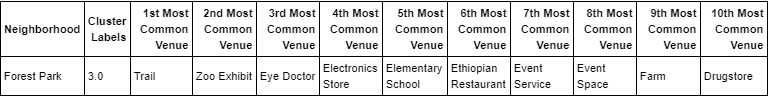 Neighborhood
Cluster
Labels
1st Most
Common
Venue
2nd Most
Common
Venue
3rd Most
Common
Venue
4th Most
Common
Venue
5th Most
Common
Venue
6th Most
Common
Venue
7th Most
Common
Venue
8th Most
Common
Venue
9th Most
Common
Venue
10th Most
Common
Venue
Forest Park
3.0
Trail
Zoo Exhibit
Eye Doctor
Electronics
Store
Elementary
School
Ethiopian
Restaurant
Event
Service
Event
Space
Farm
Drugstore